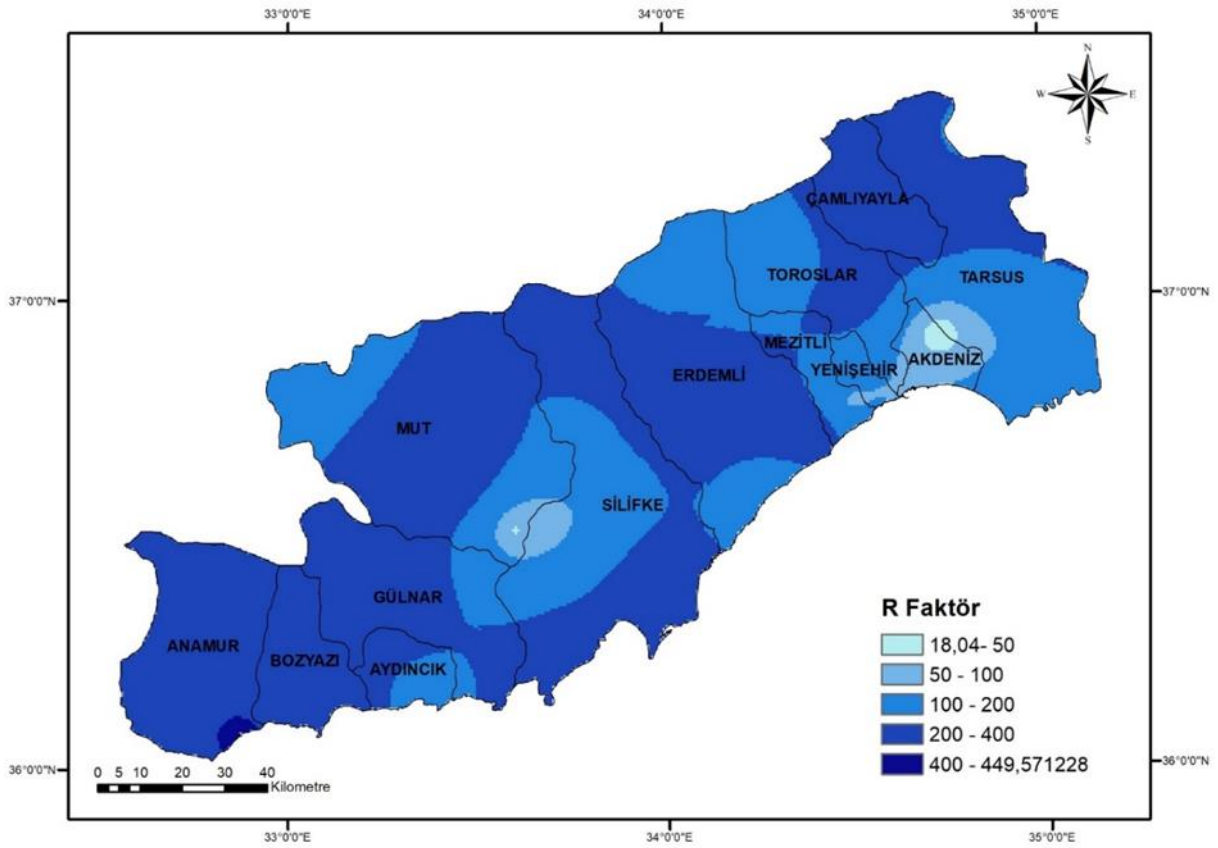 33°0'0"E 34°0'0"E 35°0'0"E
N
W E
S
ÇAMLIYAYLA
TOROSLAR TARSUS
37°0'0"N 37°0'0"N
MEZİTLİ
YENİŞEHİR AKDENİZ
ERDEMLİ
MUT
SİLİFKE
GÜLNAR
ANAMUR
BOZYAZI
AYDINCIK
R Faktör
18,04- 50
50 - 100
100 - 200
200 - 400
400 - 449,571228
36°0'0"N 36°0'0"N
0 5 10 20 30 40
Kilometre
33°0'0"E 34°0'0"E 35°0'0"E